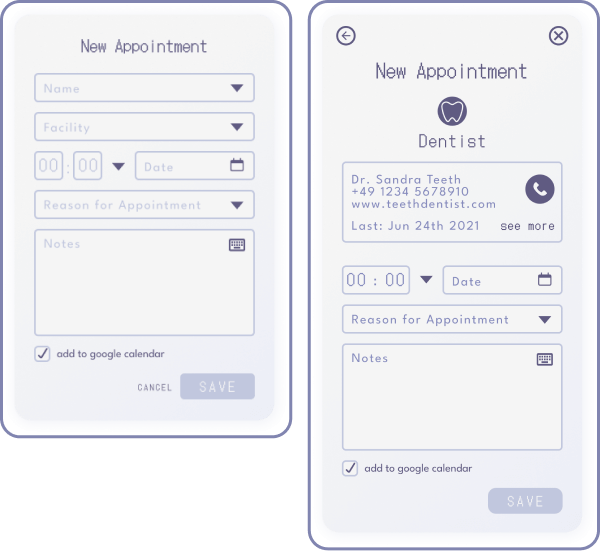 New Appointment
Name
Facility
00 : 00 Date
Reason for Appointment
Notes
add to google calendar
CANCEL SAVE
New Appointment
Dentist
Dr. Sandra Teeth
+49 1234 5678910
www.teethdentist.com
Last: Jun 24th 2021 see more
00 : 00 Date
Reason for Appointment
Notes
add to google calendar
SAVE